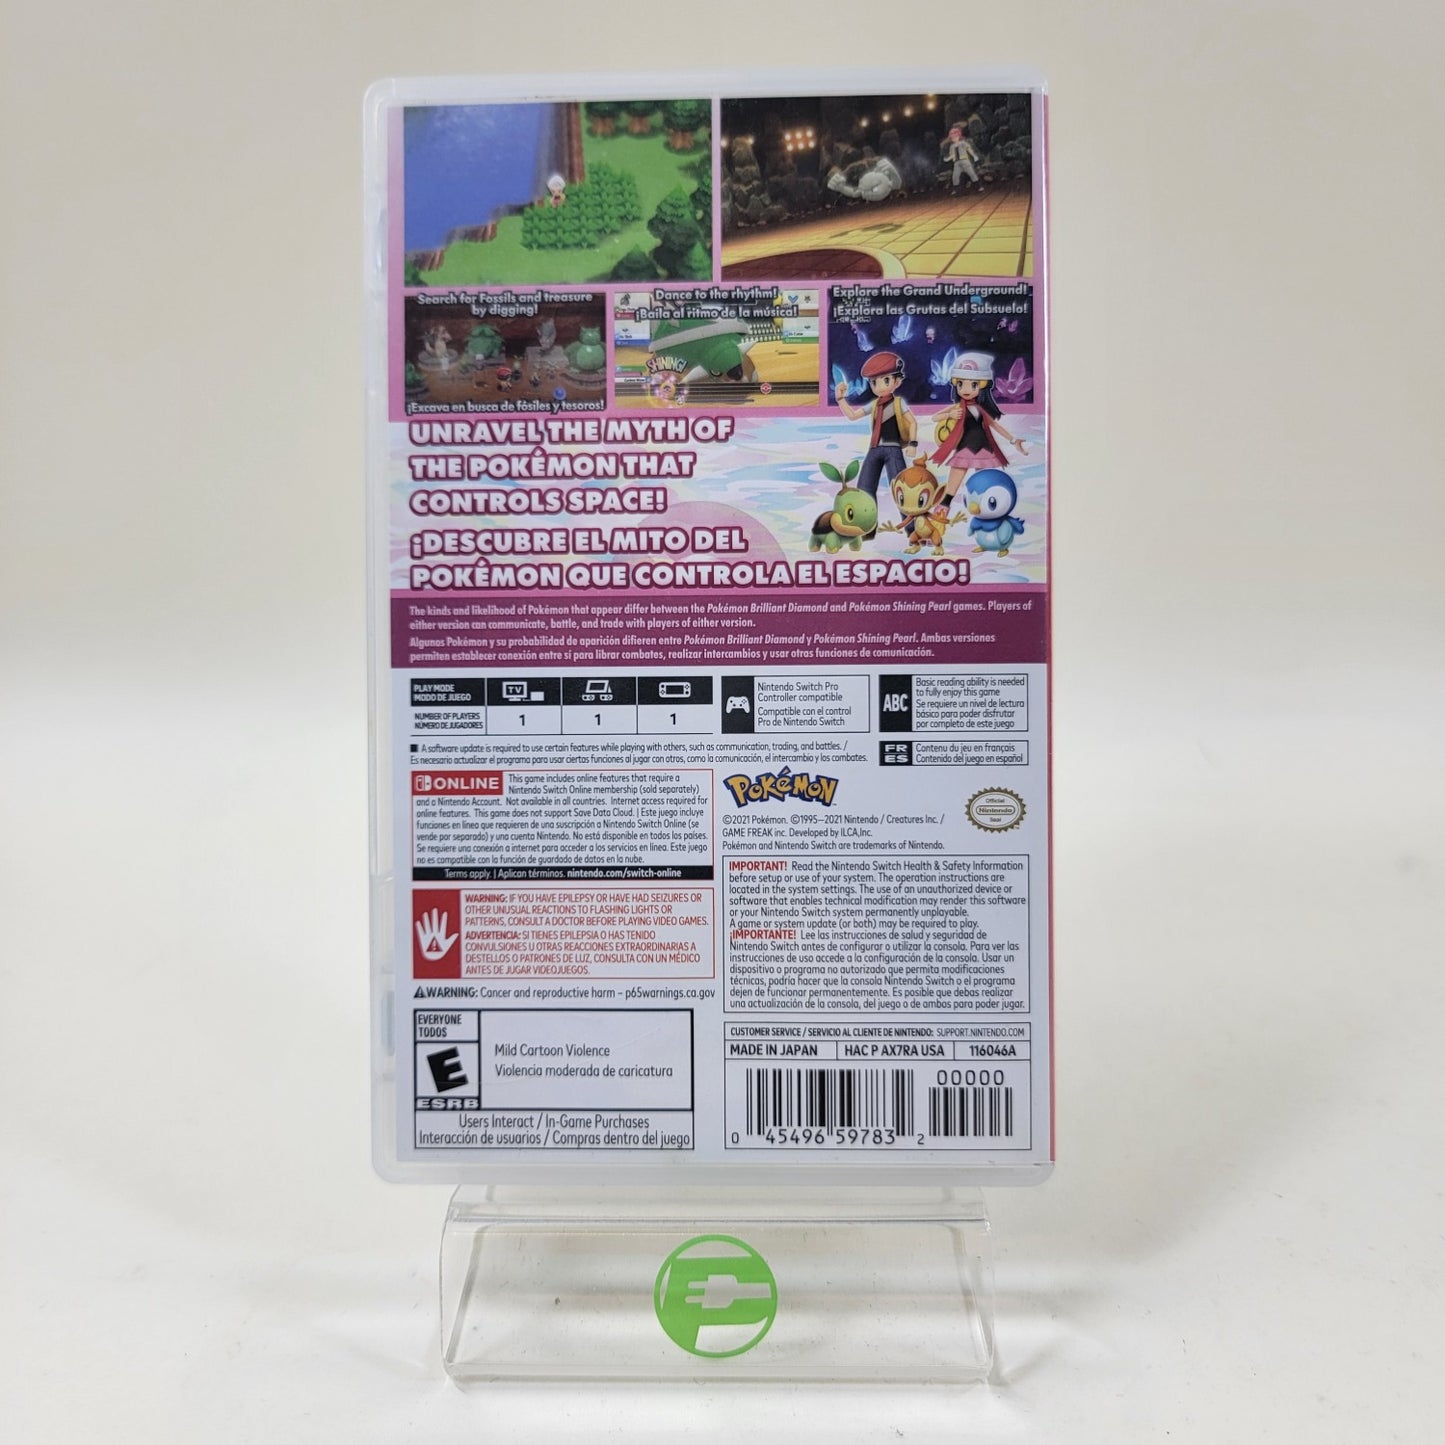 Search for Fossils and treasure
by digging!
¡Excava en busca de fósiles y tesoros!
Dance to the rhythm!
¡Baila al ritmo de la música!
SHINING!
Explore the Grand Underground!
¡Explora las Grutas del Subsuelo!
UNRAVEL THE MYTH OF
THE POKÉMON THAT
CONTROLS SPACE!
¡DESCUBRE EL MITO DEL
POKÉMON QUE CONTROLA EL ESPACIO!
The kinds and likelihood of Pokémon that appear differ between the Pokémon Brilliant Diamond and Pokémon Shining Pearl games. Players of
either version can communicate, battle, and trade with players of either version.
Algunos Pokémon y su probabilidad de aparición difieren entre Pokémon Brilliant Diamond y Pokémon Shining Pearl. Ambas versiones
permiten establecer conexión entre sí para librar combates, realizar intercambios y usar otras funciones de comunicación.
PLAY MODE
MODO DE JUEGO
TV
NUMBER OF PLAYERS
NÚMERO DE JUGADORES
1 1 1
Nintendo Switch Pro
Controller compatible
Compatible con el control
Pro de Nintendo Switch
ABC
Basic reading ability is needed
to fully enjoy this game
Se requiere un nivel de lectura
básico para poder disfrutar
por completo de este juego
A software update is required to use certain features while playing with others, such as communication, trading, and battles. /
Es necesario actualizar el programa para usar ciertas funciones al jugar con otros, como la comunicación, el intercambio y los combates.
FR
ES
Contenu du jeu en français
Contenido del juego en español
ONLINE
This game includes online features that require a
Nintendo Switch Online membership (sold separately)
and a Nintendo Account. Not available in all countries. Internet access required for
online features. This game does not support Save Data Cloud. | Este juego incluye
funciones en línea que requieren de una suscripción a Nintendo Switch Online (se
vende por separado) y una cuenta Nintendo. No está disponible en todos los países.
Se requiere una conexión a internet para acceder a los servicios en línea. Este juego
no es compatible con la función de guardado de datos en la nube.
Terms apply. | Aplican términos. nintendo.com/switch-online
Pokémon
©2021 Pokémon. ©1995–2021 Nintendo / Creatures Inc. /
GAME FREAK inc. Developed by ILCA,Inc.
Pokémon and Nintendo Switch are trademarks of Nintendo.
Official
Nintendo
Seal
WARNING: IF YOU HAVE EPILEPSY OR HAVE HAD SEIZURES OR
OTHER UNUSUAL REACTIONS TO FLASHING LIGHTS OR
PATTERNS, CONSULT A DOCTOR BEFORE PLAYING VIDEO GAMES.
ADVERTENCIA: SI TIENES EPILEPSIA O HAS TENIDO
CONVULSIONES U OTRAS REACCIONES EXTRAORDINARIAS A
DESTELLOS O PATRONES DE LUZ, CONSULTA CON UN MÉDICO
ANTES DE JUGAR VIDEOJUEGOS.
WARNING: Cancer and reproductive harm – p65warnings.ca.gov
IMPORTANT! Read the Nintendo Switch Health & Safety Information
before setup or use of your system. The operation instructions are
located in the system settings. The use of an unauthorized device or
software that enables technical modification may render this software
or your Nintendo Switch system permanently unplayable.
A game or system update (or both) may be required to play.
¡IMPORTANTE! Lee las instrucciones de salud y seguridad de
Nintendo Switch antes de configurar o utilizar la consola. Para ver las
instrucciones de uso accede a la configuración de la consola. Usar un
dispositivo o programa no autorizado que permita modificaciones
técnicas, podría hacer que la consola Nintendo Switch o el programa
dejen de funcionar permanentemente. Es posible que debas realizar
una actualización de la consola, del juego o de ambos para poder jugar.
EVERYONE
TODOS
E
ESRB
Mild Cartoon Violence
Violencia moderada de caricatura
Users Interact / In-Game Purchases
Interacción de usuarios / Compras dentro del juego
CUSTOMER SERVICE / SERVICIO AL CLIENTE DE NINTENDO: SUPPORT.NINTENDO.COM
MADE IN JAPAN HAC P AX7RA USA 116046A
00000
0 45496 59783 2